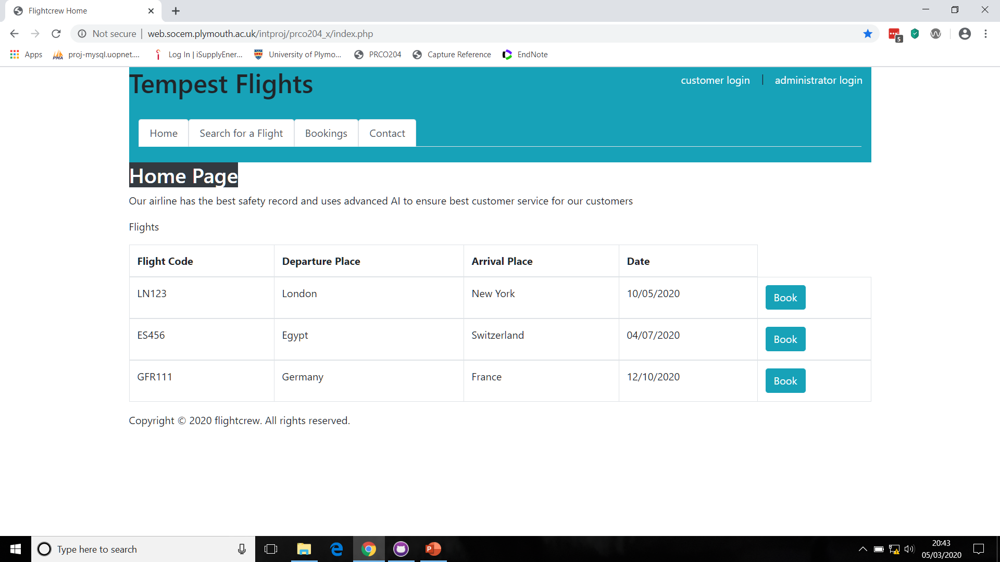 Flightcrew Home
Not secure | web.socem.plymouth.ac.uk/intproj/prco204_x/index.php
5
Apps PMA proj-mysql.uopnet.... Log In | iSupplyEner... University of Plymo... PRCO204 Capture Reference EndNote
Tempest Flights
customer login | administrator login
Home Search for a Flight Bookings Contact
Home Page
Our airline has the best safety record and uses advanced AI to ensure best customer service for our customers
Flights
Flight Code Departure Place Arrival Place Date
LN123 London New York 10/05/2020 Book
ES456 Egypt Switzerland 04/07/2020 Book
GFR111 Germany France 12/10/2020 Book
Copyright © 2020 flightcrew. All rights reserved.
Type here to search
20:43
05/03/2020